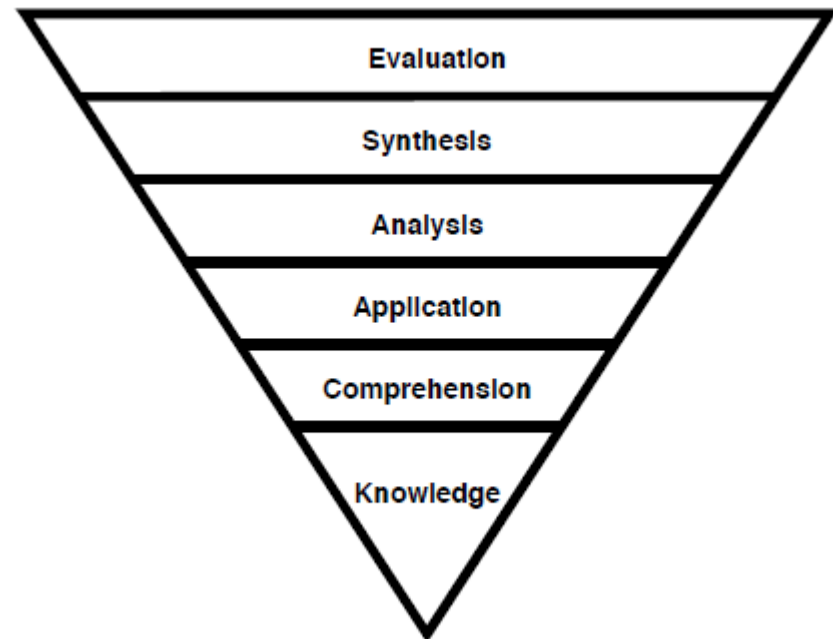 Evaluation
Synthesis
Analysis
Application
Comprehension
Knowledge